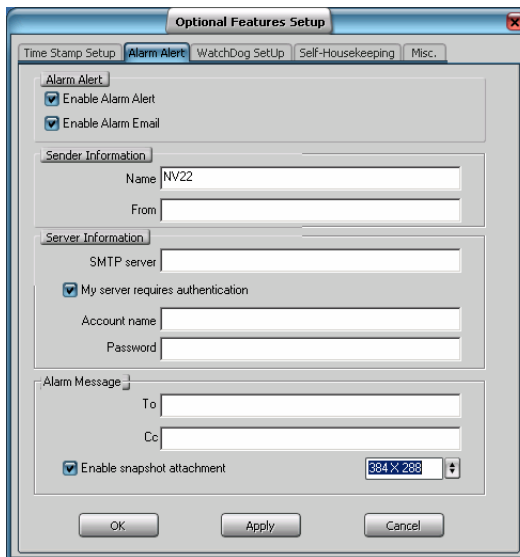 Optional Features Setup
Time Stamp Setup Alarm Alert WatchDog SetUp Self-Housekeeping Misc.
Alarm Alert
Enable Alarm Alert
Enable Alarm Email
Sender Information
Name NV22
From
Server Information
SMTP server
My server requires authentication
Account name
Password
Alarm Message
To
Cc
Enable snapshot attachment 384 X 288
OK Apply Cancel